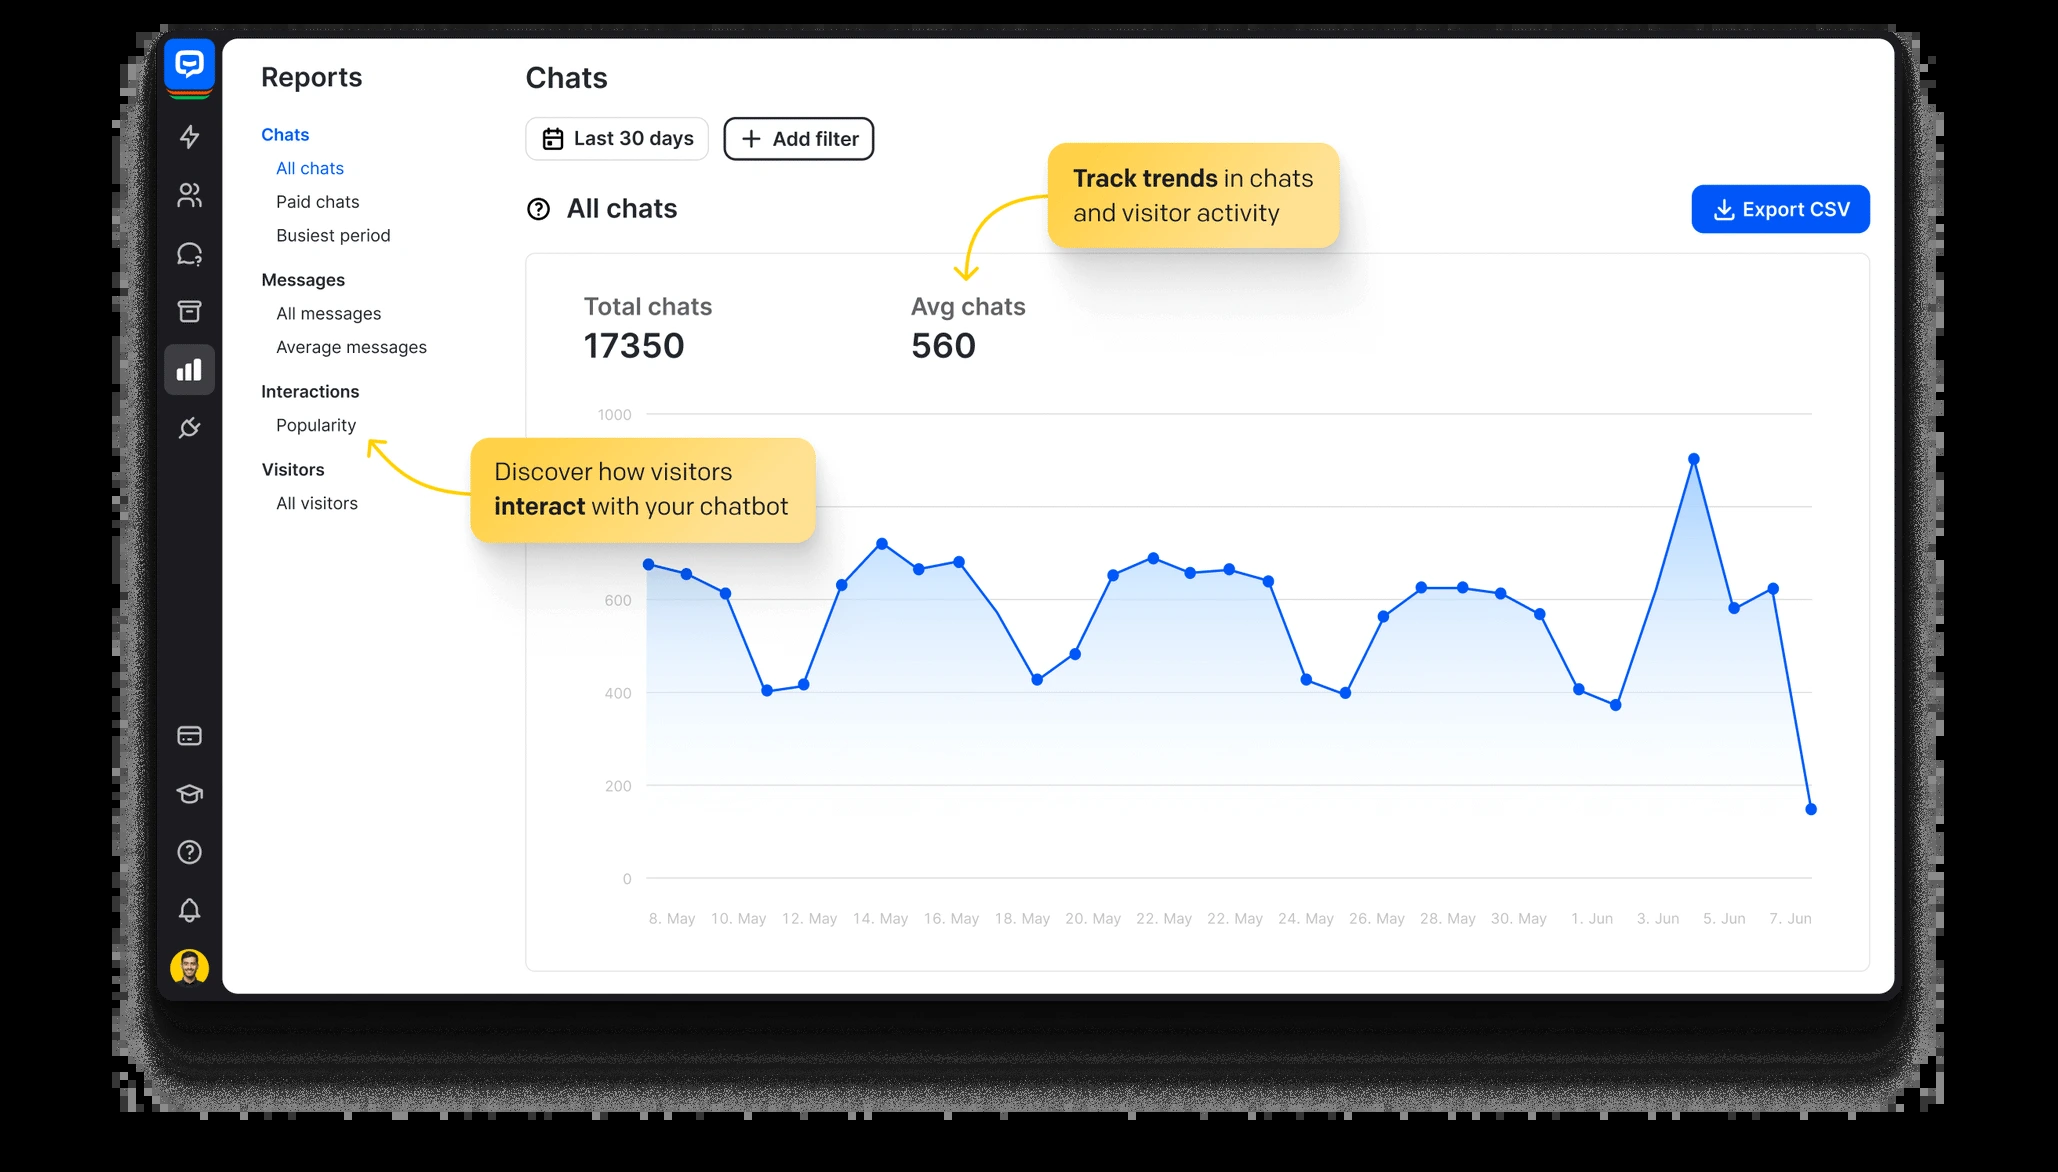 Reports
Chats
All chats
Paid chats
Busiest period
Messages
All messages
Average messages
Interactions
Popularity
Visitors
All visitors
Chats
Last 30 days
Add filter
All chats
Track trends in chats
and visitor activity
Export CSV
Total chats
17350
Avg chats
560
Discover how visitors
interact with your chatbot
1000
600
400
200
0
8. May 10. May 12. May 14. May 16. May 18. May 20. May 22. May 22. May 24. May 26. May 28. May 30. May 1. Jun 3. Jun 5. Jun 7. Jun